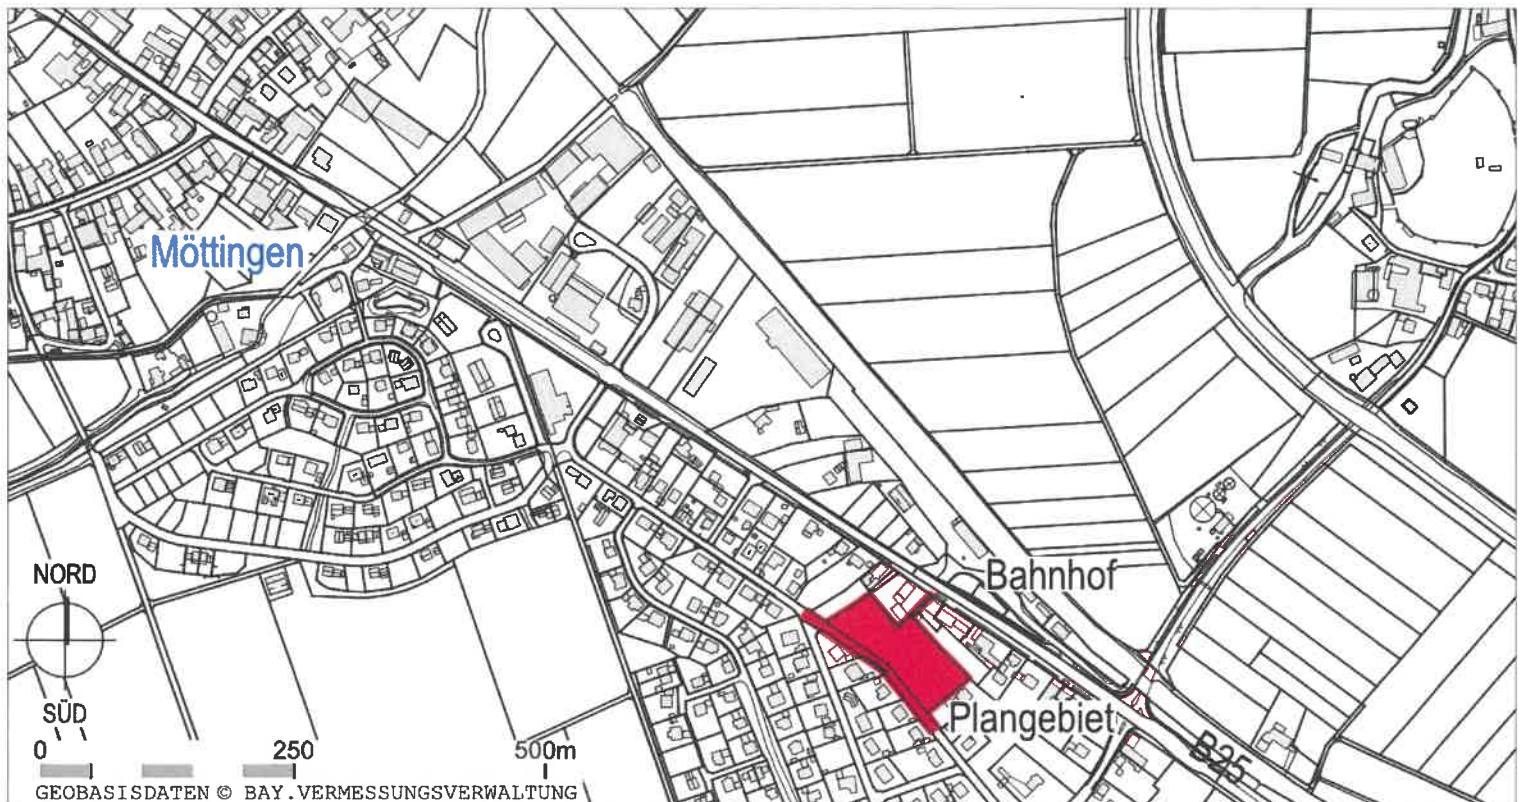 Möttingen
Bahnhof
NORD
SÜD
Plangebiet
B25
0 250 500m
GEOBASISDATEN © BAY.VERMESSUNGSVERWALTUNG